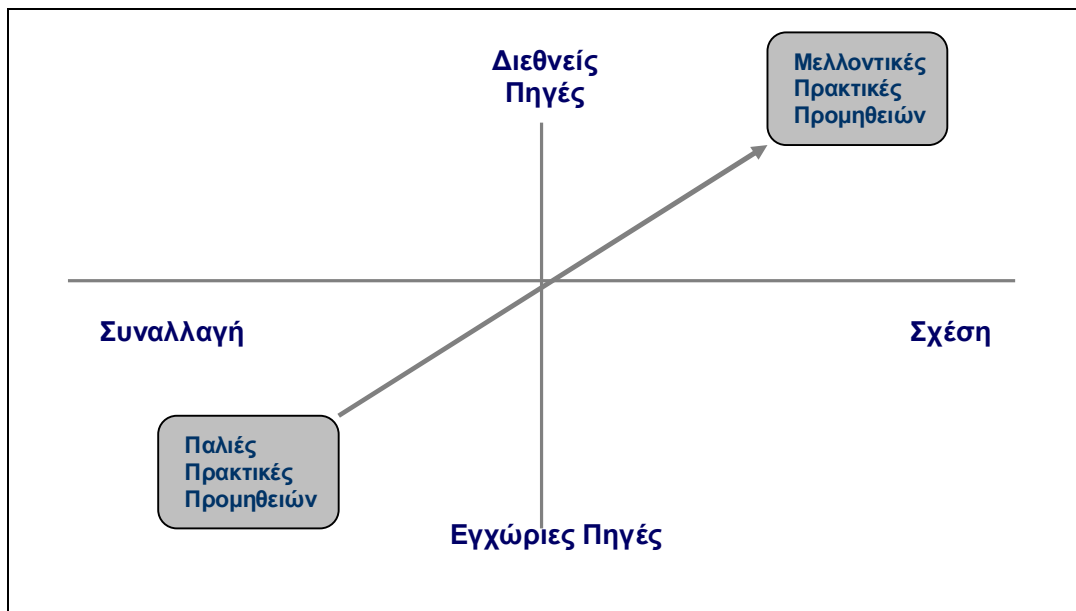 Διεθνείς
Πηγές
Μελλοντικές
Πρακτικές
Προμηθειών
Συναλλαγή
Σχέση
Παλιές
Πρακτικές
Προμηθειών
Εγχώριες Πηγές